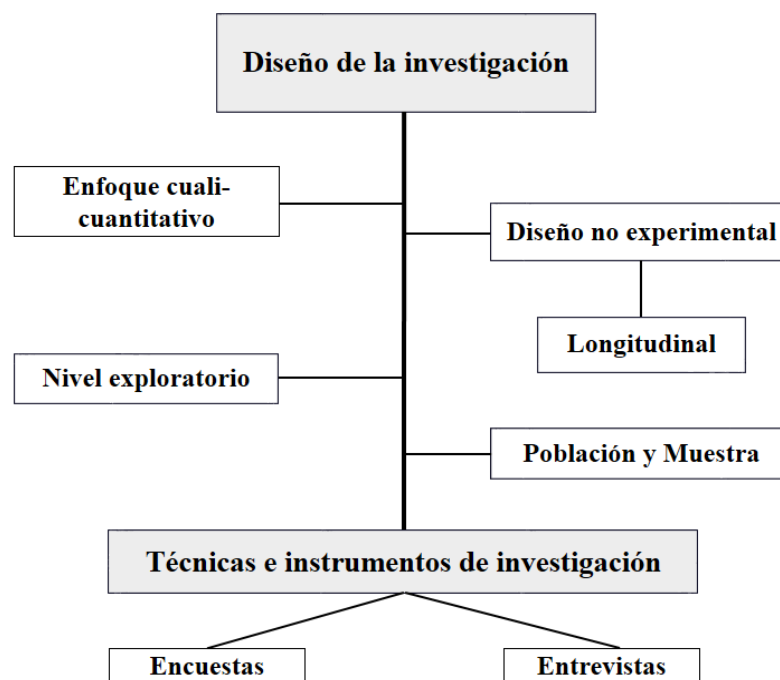 Diseño de la investigación
Enfoque cuali-
cuantitativo
Diseño no experimental
Longitudinal
Nivel exploratorio
Población y Muestra
Técnicas e instrumentos de investigación
Encuestas
Entrevistas